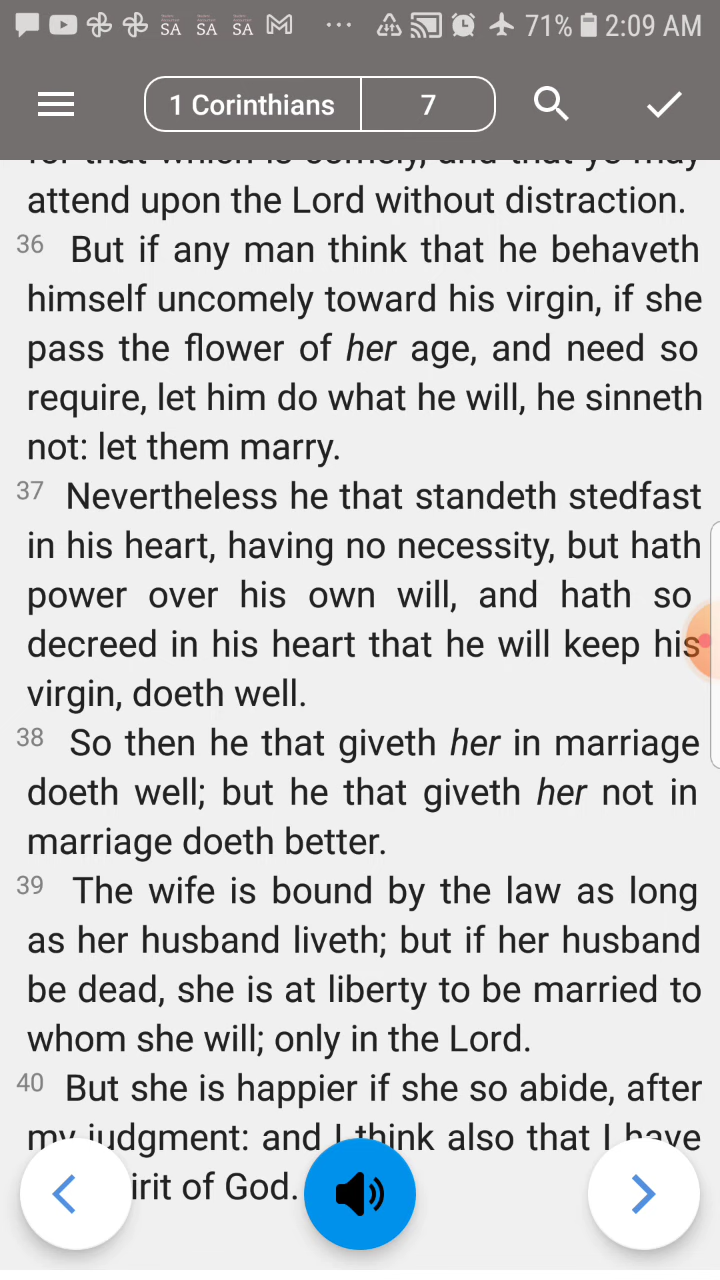 SA SA SA ... 71% 2:09 AM
1 Corinthians 7
attend upon the Lord without distraction.
36 But if any man think that he behaveth
himself uncomely toward his virgin, if she
pass the flower of her age, and need so
require, let him do what he will, he sinneth
not: let them marry.
37 Nevertheless he that standeth stedfast
in his heart, having no necessity, but hath
power over his own will, and hath so
decreed in his heart that he will keep his
virgin, doeth well.
38 So then he that giveth her in marriage
doeth well; but he that giveth her not in
marriage doeth better.
39 The wife is bound by the law as long
as her husband liveth; but if her husband
be dead, she is at liberty to be married to
whom she will; only in the Lord.
40 But she is happier if she so abide, after
my judgment: and I think also that I have
irit of God.